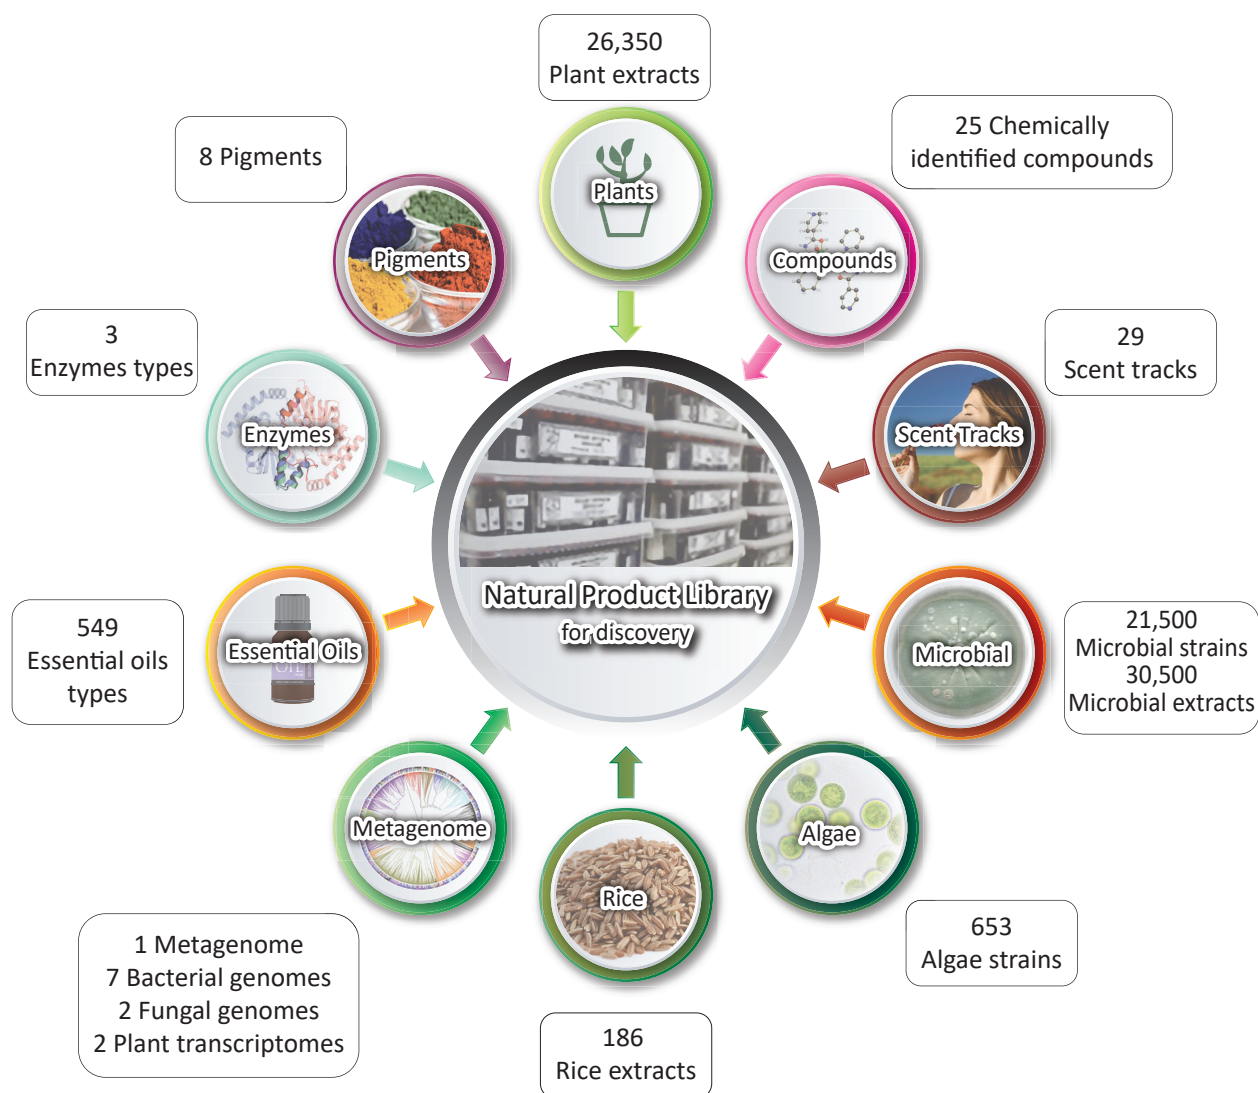 26,350
Plant extracts
8 Pigments
25 Chemically
identified compounds
Plants
Pigments
Compounds
3
Enzymes types
29
Scent tracks
Enzymes
Scent Tracks
Natural Product Library
for discovery
549
Essential oils
types
Essential Oils
OIL
Microbial
21,500
Microbial strains
30,500
Microbial extracts
Metagenome
Algae
Rice
1 Metagenome
7 Bacterial genomes
2 Fungal genomes
2 Plant transcriptomes
653
Algae strains
186
Rice extracts